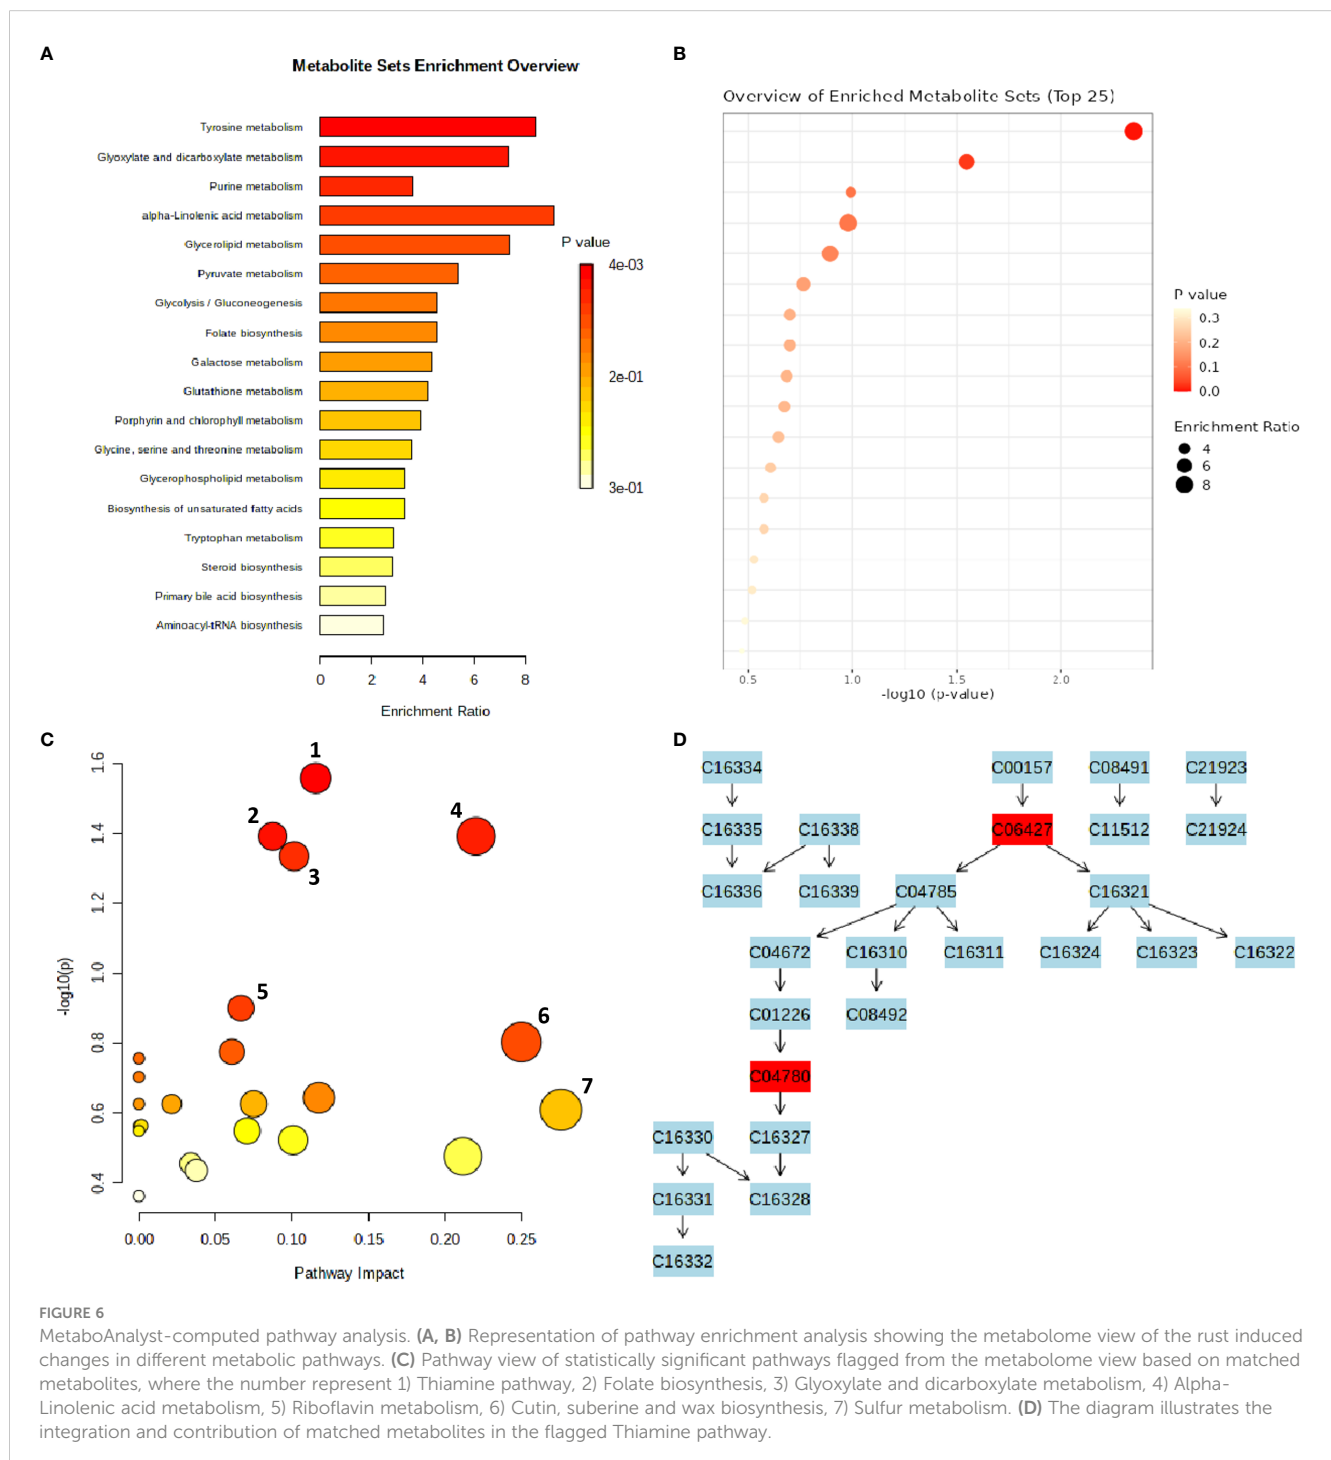 A
Metabolite Sets Enrichment Overview
Tyrosine metabolism
Glyoxylate and dicarboxylate metabolism
Purine metabolism
alpha-Linolenic acid metabolism
Glycerolipid metabolism
Pyruvate metabolism
Glycolysis / Gluconeogenesis
Folate biosynthesis
Galactose metabolism
Glutathione metabolism
Porphyrin and chlorophyll metabolism
Glycine, serine and threonine metabolism
Glycerophospholipid metabolism
Biosynthesis of unsaturated fatty acids
Tryptophan metabolism
Steroid biosynthesis
Primary bile acid biosynthesis
Aminoacyl-tRNA biosynthesis
0 2 4 6 8
Enrichment Ratio
P value
4e-03
2e-01
3e-01
B
Overview of Enriched Metabolite Sets (Top 25)
0.5 1.0 1.5 2.0
-log10 (p-value)
P value
0.3
0.2
0.1
0.0
Enrichment Ratio
4
6
8
C
1.6
1.4
1.2
1.0
0.8
0.6
0.4
-log10(p)
1
2
3
4
5
6
7
0.00 0.05 0.10 0.15 0.20 0.25
Pathway Impact
D
C16334 C00157 C08491 C21923
C16335 C16338 C06427 C11512 C21924
C16336 C16339 C04785 C16321
C04672 C16310 C16311 C16324 C16323 C16322
C01226 C08492
C04780
C16330 C16327
C16331 C16328
C16332
FIGURE 6
MetaboAnalyst-computed pathway analysis. (A, B) Representation of pathway enrichment analysis showing the metabolome view of the rust induced
changes in different metabolic pathways. (C) Pathway view of statistically significant pathways flagged from the metabolome view based on matched
metabolites, where the number represent 1) Thiamine pathway, 2) Folate biosynthesis, 3) Glyoxylate and dicarboxylate metabolism, 4) Alpha-
Linolenic acid metabolism, 5) Riboflavin metabolism, 6) Cutin, suberine and wax biosynthesis, 7) Sulfur metabolism. (D) The diagram illustrates the
integration and contribution of matched metabolites in the flagged Thiamine pathway.